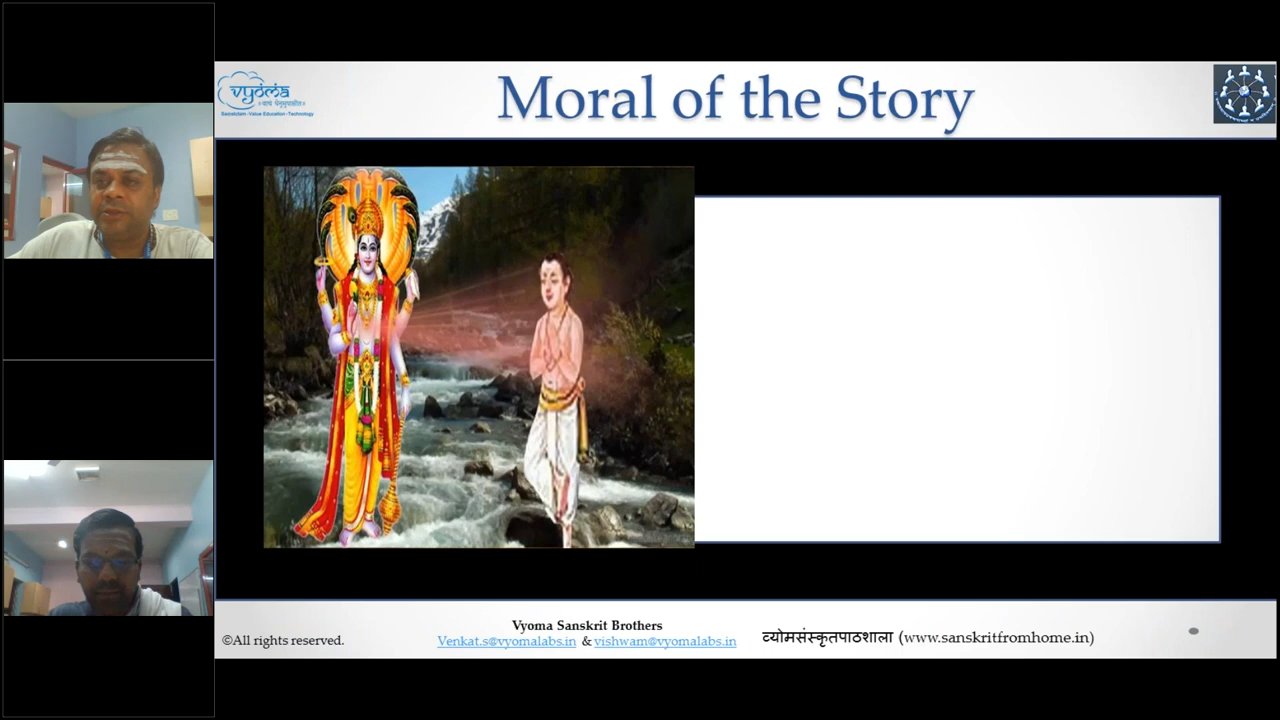 Moral of the Story
vyoma
Samskritam - Value Education - Technology
©All rights reserved.
Vyoma Sanskrit Brothers
Venkat.s@vyomalabs.in & vishwam@vyomalabs.in
व्योमसंस्कृतपाठशाला (www.sanskritfromhome.in)